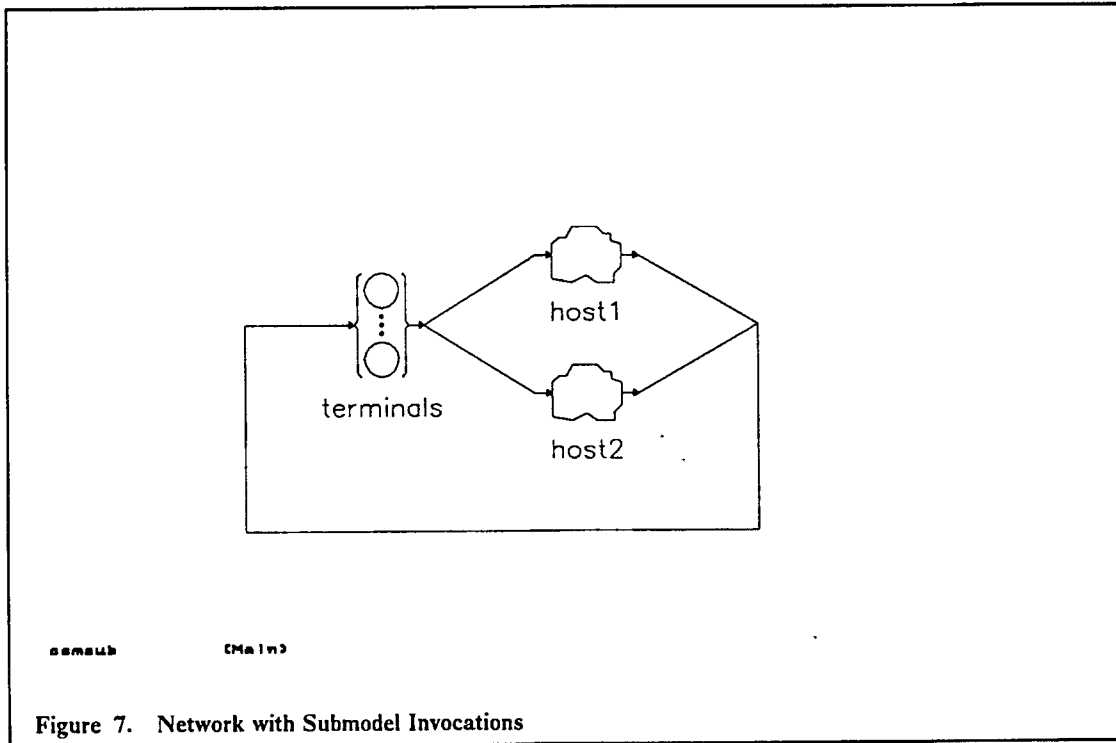 host1
terminals
host2
(Main)
Figure 7. Network with Submodel Invocations